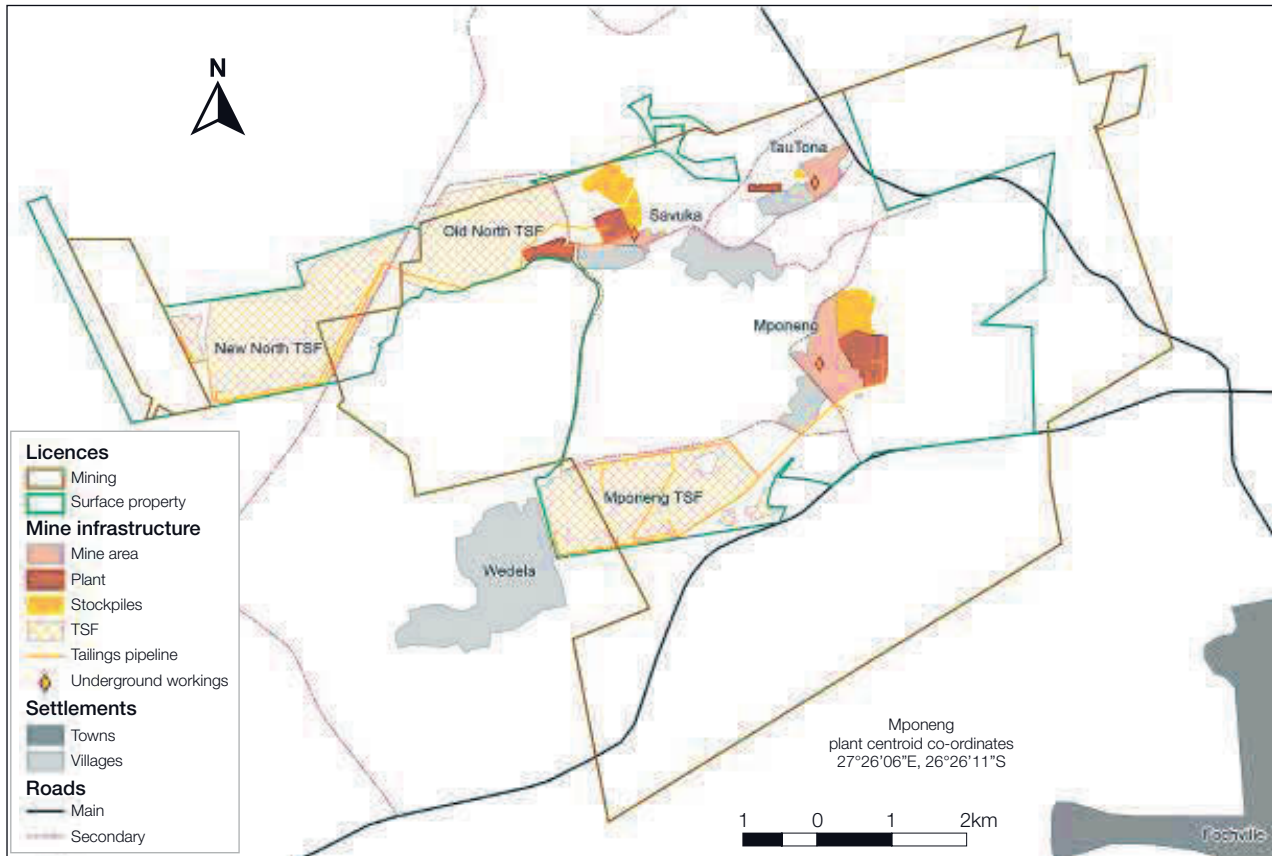 N
TauTona
Savuka
Old North TSF
Mponeng
New North TSF
Mponeng TSF
Wedela
Licences
Mining
Surface property
Mine infrastructure
Mine area
Plant
Stockpiles
TSF
Tailings pipeline
Underground workings
Settlements
Towns
Villages
Roads
Main
Secondary
Mponeng
plant centroid co-ordinates
27°26’06”E, 26°26’11”S
1 0 1 2km
Fochville